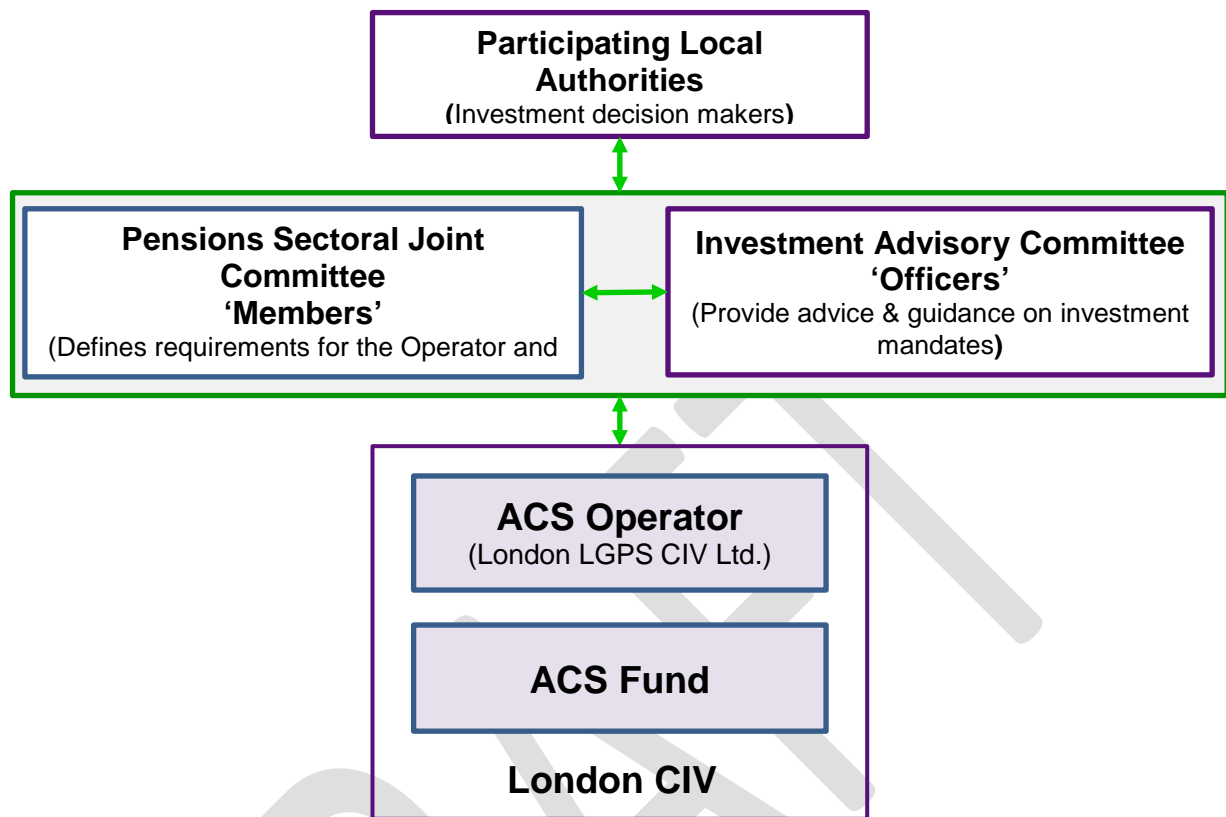 Participating Local
Authorities
(Investment decision makers)
Pensions Sectoral Joint
Committee
‘Members’
(Defines requirements for the Operator and
Investment Advisory Committee
‘Officers’
(Provide advice & guidance on investment
mandates)
ACS Operator
(London LGPS CIV Ltd.)
ACS Fund
London CIV